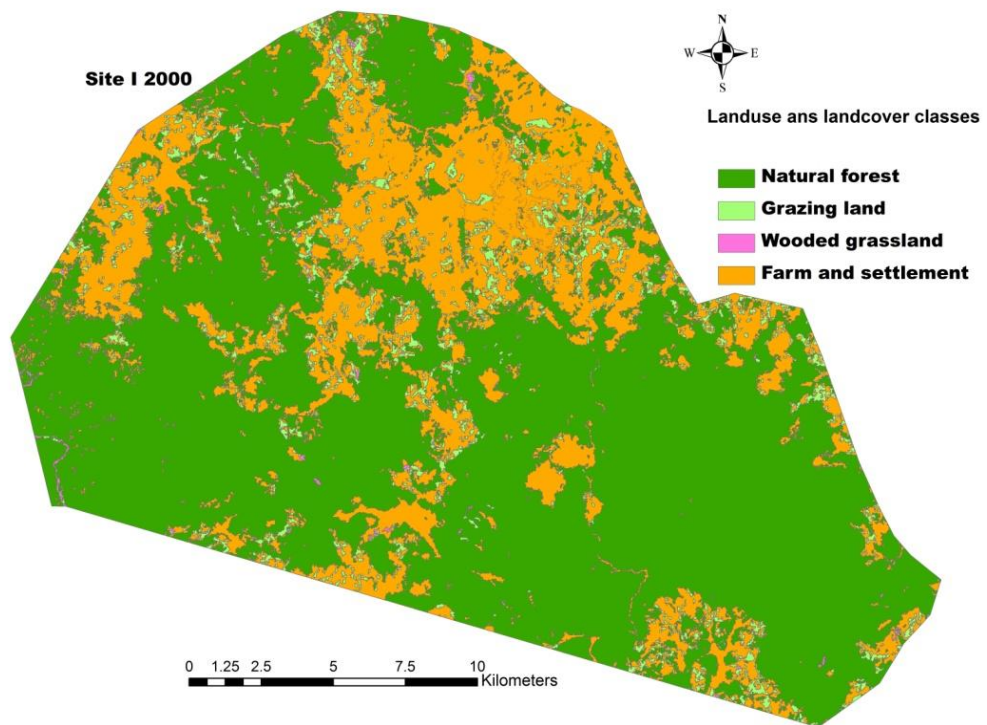 N
W E
S
Site I 2000
Landuse ans landcover classes
Natural forest
Grazing land
Wooded grassland
Farm and settlement
0 1.25 2.5 5 7.5 10
Kilometers